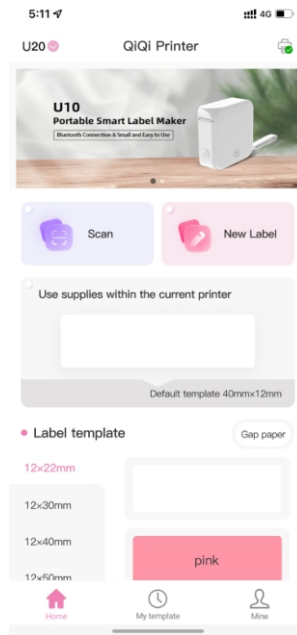 5:11
4G
U20
QiQi Printer
U10
Portable Smart Label Maker
Bluetooth Connection & Small and Easy to Use
Scan
New Label
Use supplies within the current printer
Default template 40mm×12mm
Label template
Gap paper
12×22mm
12×30mm
12×40mm
12×50mm
pink
Home
My template
Mine